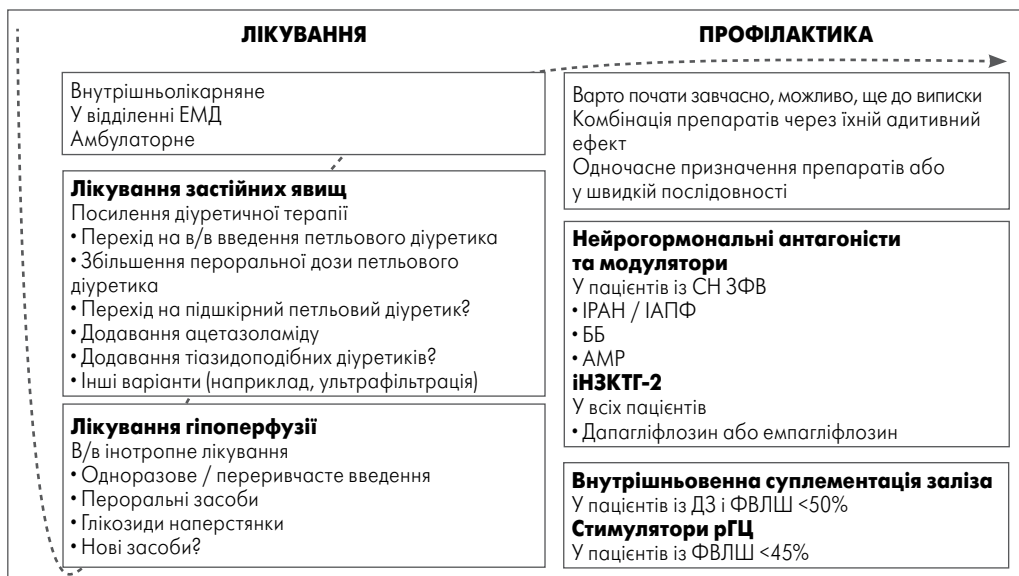 ЛІКУВАННЯ
Внутрішньолікарняне
У відділенні ЕМД
Амбулаторне
Лікування застійних явищ
Посилення діуретичної терапії
• Перехід на в/в введення петльового діуретика
• Збільшення пероральної дози петльового
діуретика
• Перехід на підшкірний петльовий діуретик?
• Додавання ацетазоламіду
• Додавання тіазидоподібних діуретиків?
• Інші варіанти (наприклад, ультрафільтрація)
Лікування гіпоперфузії
В/в інотропне лікування
• Одноразове / переривчасте введення
• Пероральні засоби
• Глікозиди наперстянки
• Нові засоби?
ПРОФІЛАКТИКА
Варто почати завчасно, можливо, ще до виписки
Комбінація препаратів через їхній адитивний
ефект
Одночасне призначення препаратів або
у швидкій послідовності
Нейрогормональні антагоністи
та модулятори
У пацієнтів із СН ЗФВ
• ІРАН / ІАПФ
• ББ
• АМР
іНЗКТГ-2
У всіх пацієнтів
• Дапагліфлозин або емпагліфлозин
Внутрішньовенна суплементація заліза
У пацієнтів із ДЗ і ФВЛШ <50%
Стимулятори рГЦ
У пацієнтів із ФВЛШ <45%